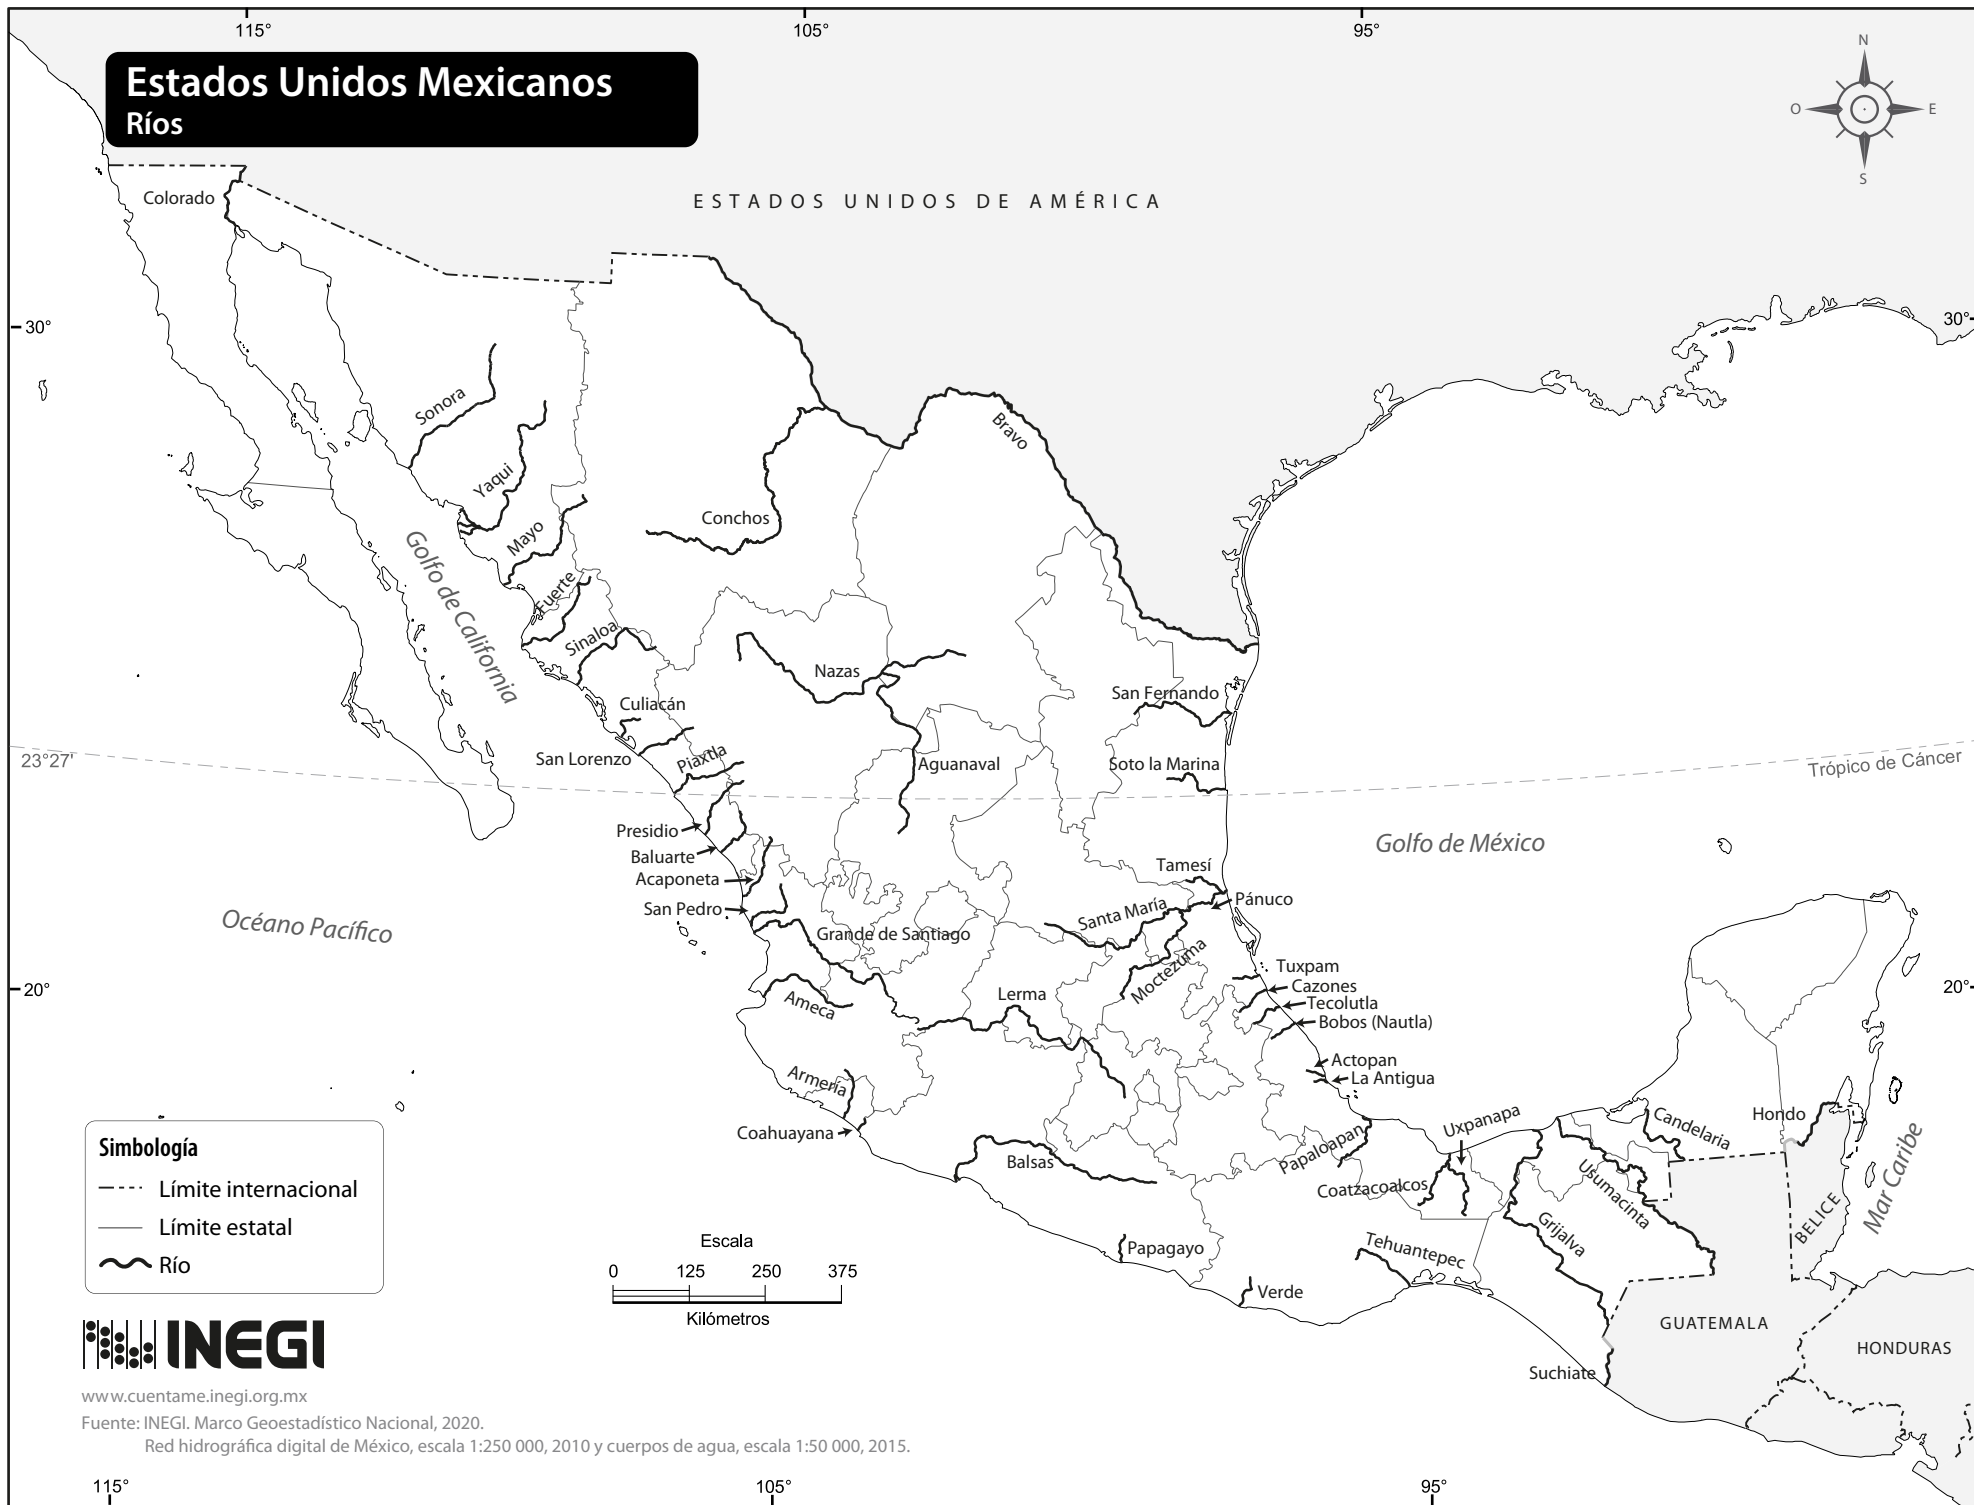 115°
105°
95°
Estados Unidos Mexicanos
Ríos
N
O
E
S
Colorado
ESTADOS UNIDOS DE AMÉRICA
30°
30°
Sonora
Bravo
Yaqui
Conchos
Mayo
Golfo de California
Fuerte
Sinaloa
Nazas
San Fernando
Culiacán
San Lorenzo
Piaxtla
Aguanaval
Soto la Marina
23°27'
Trópico de Cáncer
Presidio
Golfo de México
Baluarte
Tamesí
Acaponeta
San Pedro
Santa María
Pánuco
Océano Pacífico
Grande de Santiago
Moctezuma
Tuxpam
20°
Cazones
20°
Ameca
Lerma
Tecolutla
Bobos (Nautla)
Actopan
Armería
La Antigua
Coahuayana
Uxpanapa
Candelaria
Hondo
Balsas
Papaloapan
Coatzacoalcos
Usumacinta
Mar Caribe
BELICE
Grijalva
Papagayo
Tehuantepec
Verde
GUATEMALA
HONDURAS
Suchiate
Simbología
Límite internacional
Límite estatal
Río
Escala
0 125 250 375
Kilómetros
INEGI
www.cuentame.inegi.org.mx
Fuente: INEGI. Marco Geoestadístico Nacional, 2020.
Red hidrográfica digital de México, escala 1:250 000, 2010 y cuerpos de agua, escala 1:50 000, 2015.
115°
105°
95°